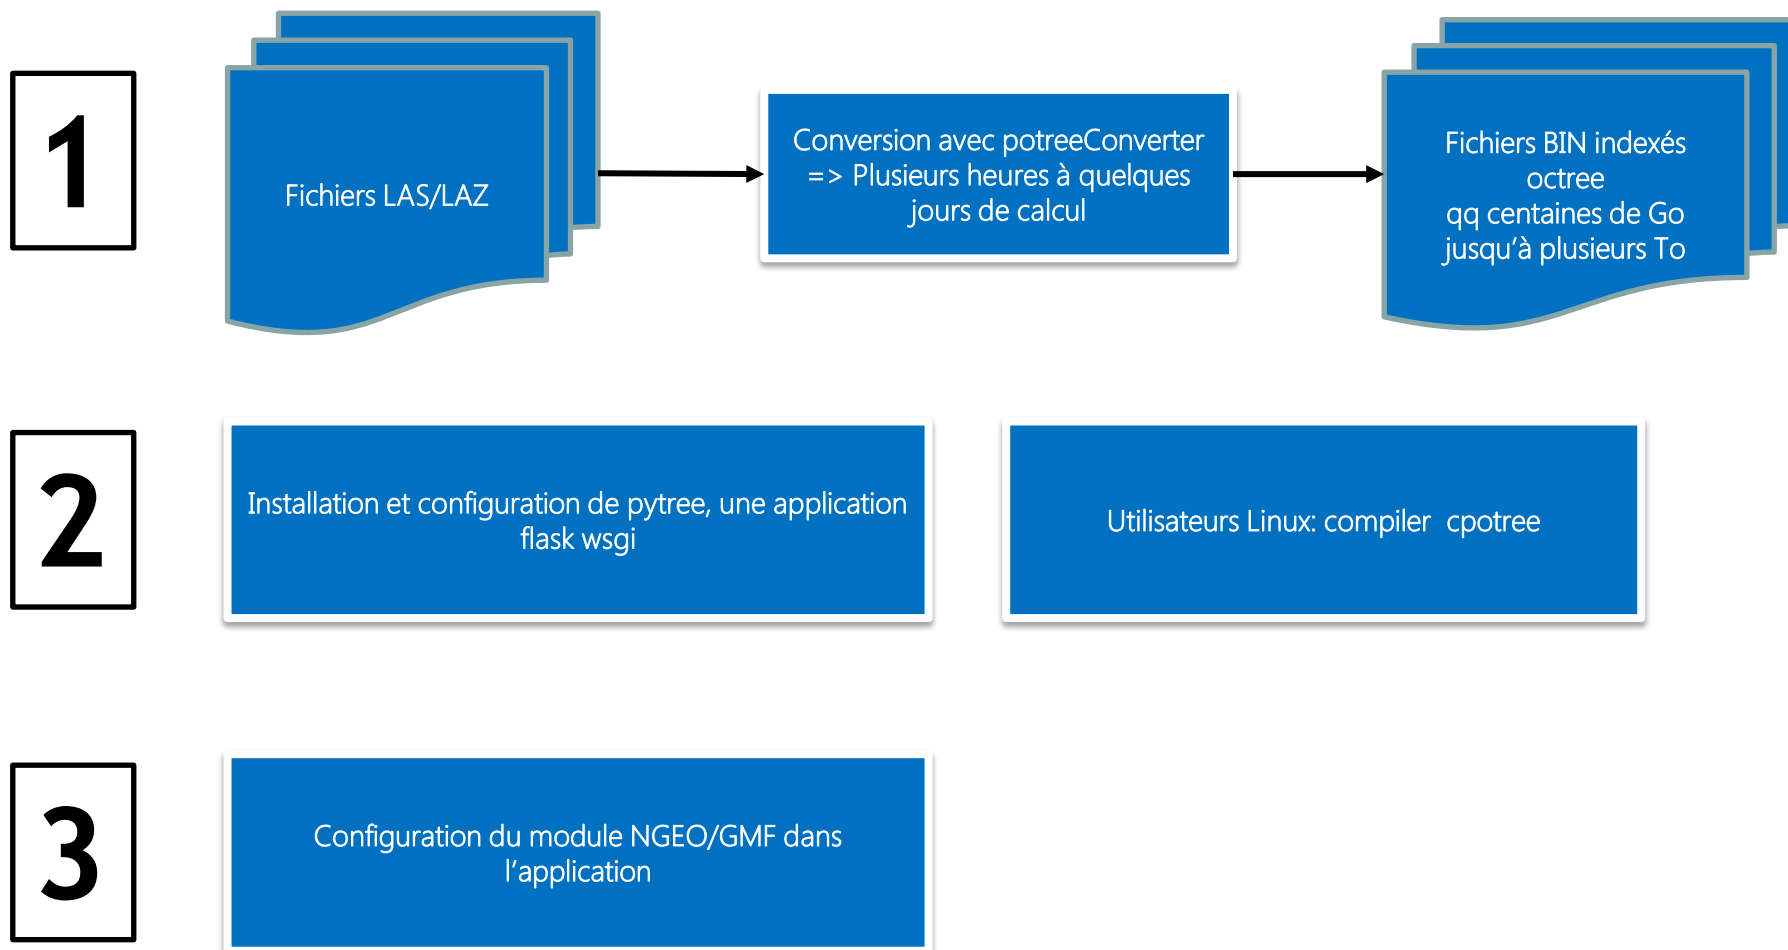 1
Fichiers LAS/LAZ
Conversion avec potreeConverter
=> Plusieurs heures à quelques
jours de calcul
Fichiers BIN indexés
octree
qq centaines de Go
jusqu’à plusieurs To
2
Installation et configuration de pytree, une application
flask wsgi
Utilisateurs Linux: compiler  cpotree
3
Configuration du module NGEO/GMF dans
l’application